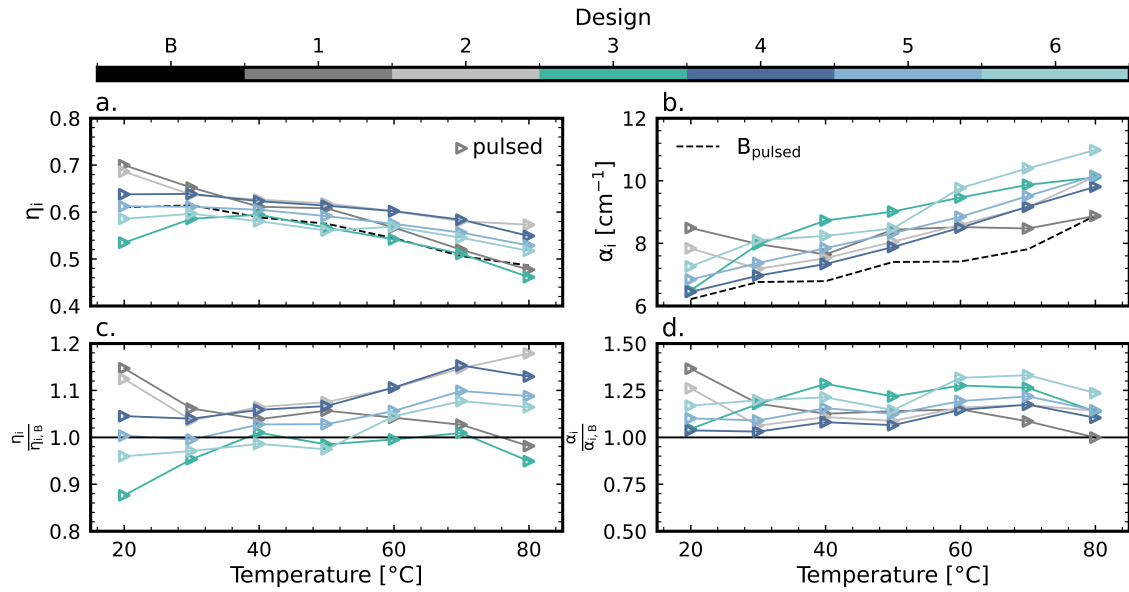 Design
B 1 2 3 4 5 6
a. b.
0.8
0.7
0.6
0.5
0.4
ηi
pulsed
12
10
8
6
αi [cm−1]
Bpulsed
c. d.
1.2
1.1
1.0
0.9
0.8
ηi
ηi,B
20 40 60 80
Temperature [°C]
1.50
1.25
1.00
0.75
0.50
αi
αi,B
20 40 60 80
Temperature [°C]